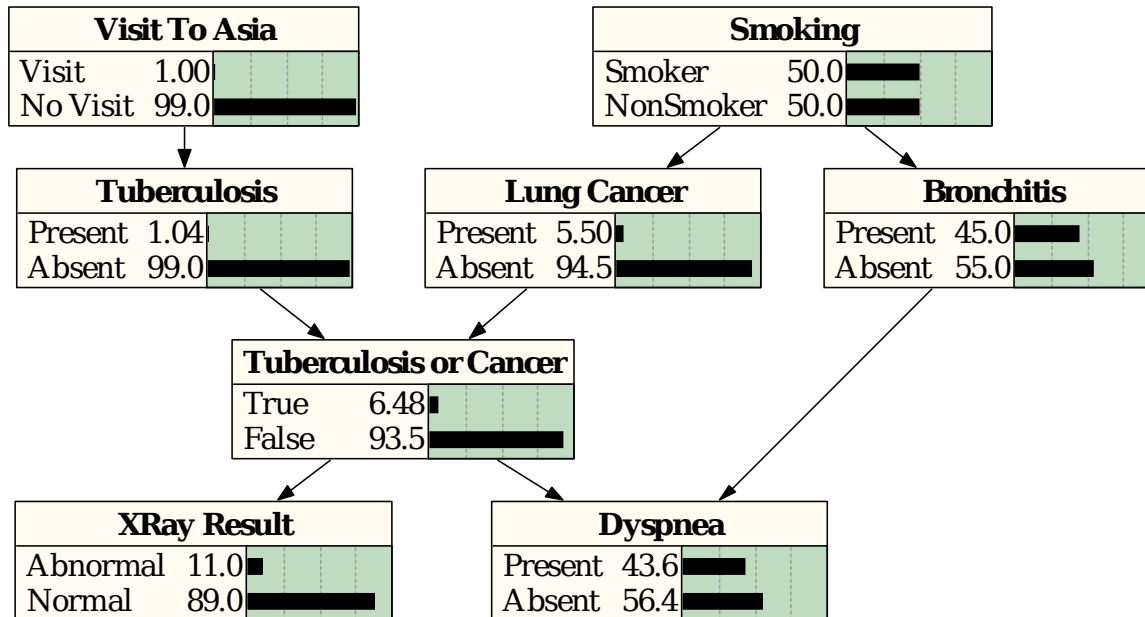 Visit To Asia
Visit 1.00
No Visit 99.0
Smoking
Smoker 50.0
NonSmoker 50.0
Tuberculosis
Present 1.04
Absent 99.0
Lung Cancer
Present 5.50
Absent 94.5
Bronchitis
Present 45.0
Absent 55.0
Tuberculosis or Cancer
True 6.48
False 93.5
XRay Result
Abnormal 11.0
Normal 89.0
Dyspnea
Present 43.6
Absent 56.4